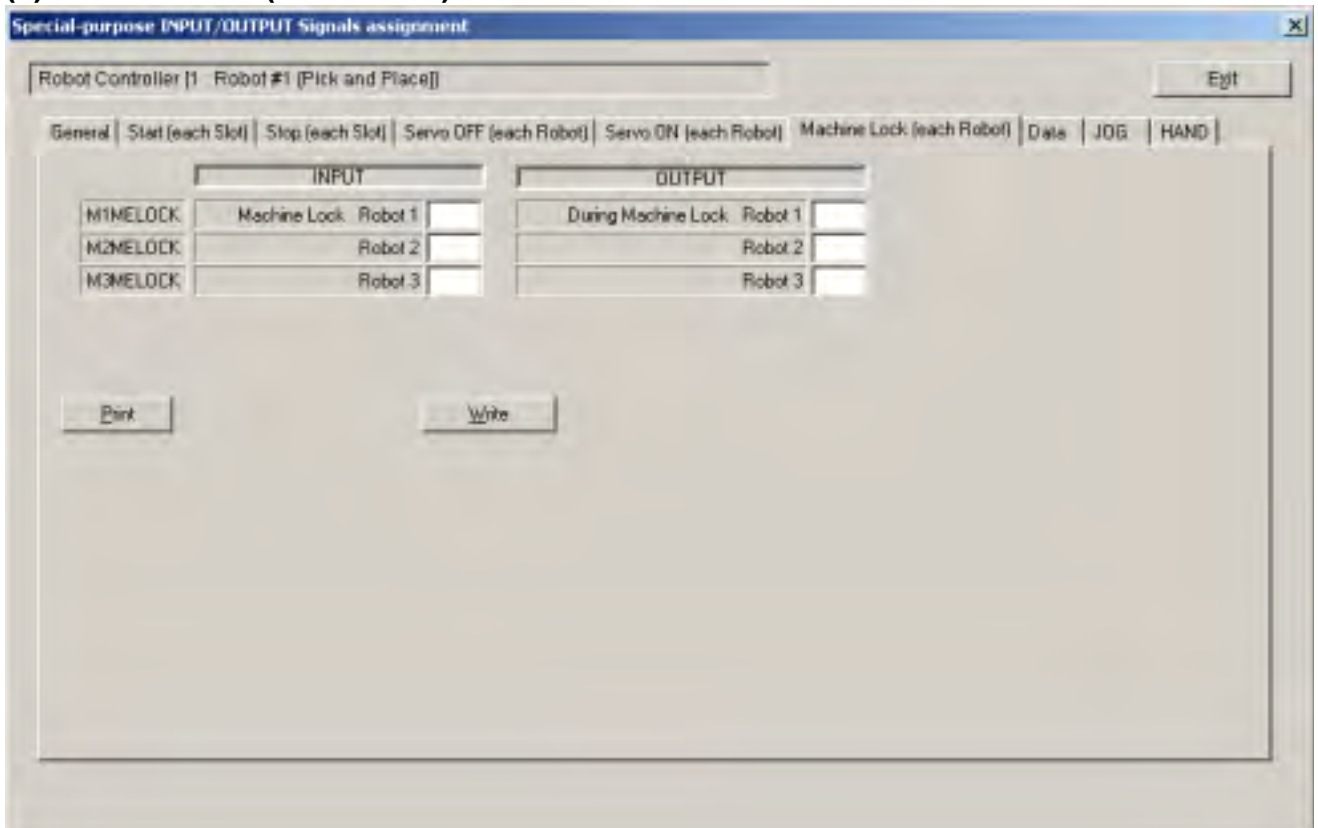 Special-purpose INPUT/OUTPUT Signals assignment
Robot Controller [1 Robot #1 (Pick and Place)]
Exit
General Start (each Slot) Stop (each Slot) Servo OFF (each Robot) Servo ON (each Robot) Machine Lock (each Robot) Data JOG HAND
INPUT OUTPUT
M1MELOCK Machine Lock Robot 1 During Machine Lock Robot 1
M2MELOCK Robot 2 Robot 2
M3MELOCK Robot 3 Robot 3
Print Write